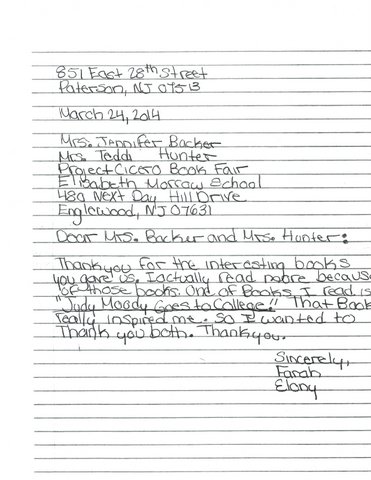 851 East 28th Street
Paterson, NJ 07513
March 24, 2014
Mrs. Jennifer Backer
Mrs. Teddi Hunter
Project Cicero Book Fair
Elisabeth Morrow School
480 Next Day Hill Drive
Englewood, NJ 07631
Dear Mrs. Backer and Mrs. Hunter:
Thank you for the interesting books
you gave us. I actually read more because
of those books. One of Books I read is
"Judy Moody Goes to College." That Book
really inspired me. So I wanted to
Thank you both. Thank you.
Sincerely,
Farah
Elony